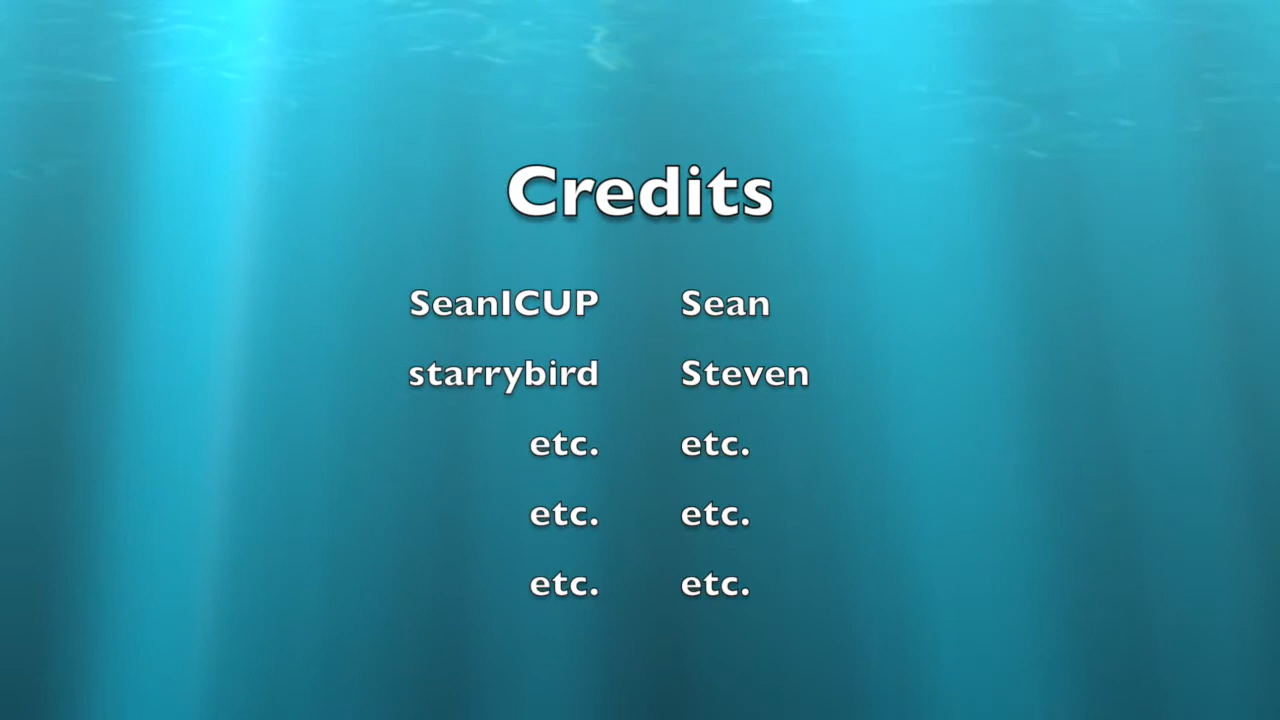 Credits
SeanICUP Sean
starrybird Steven
etc. etc.
etc. etc.
etc. etc.